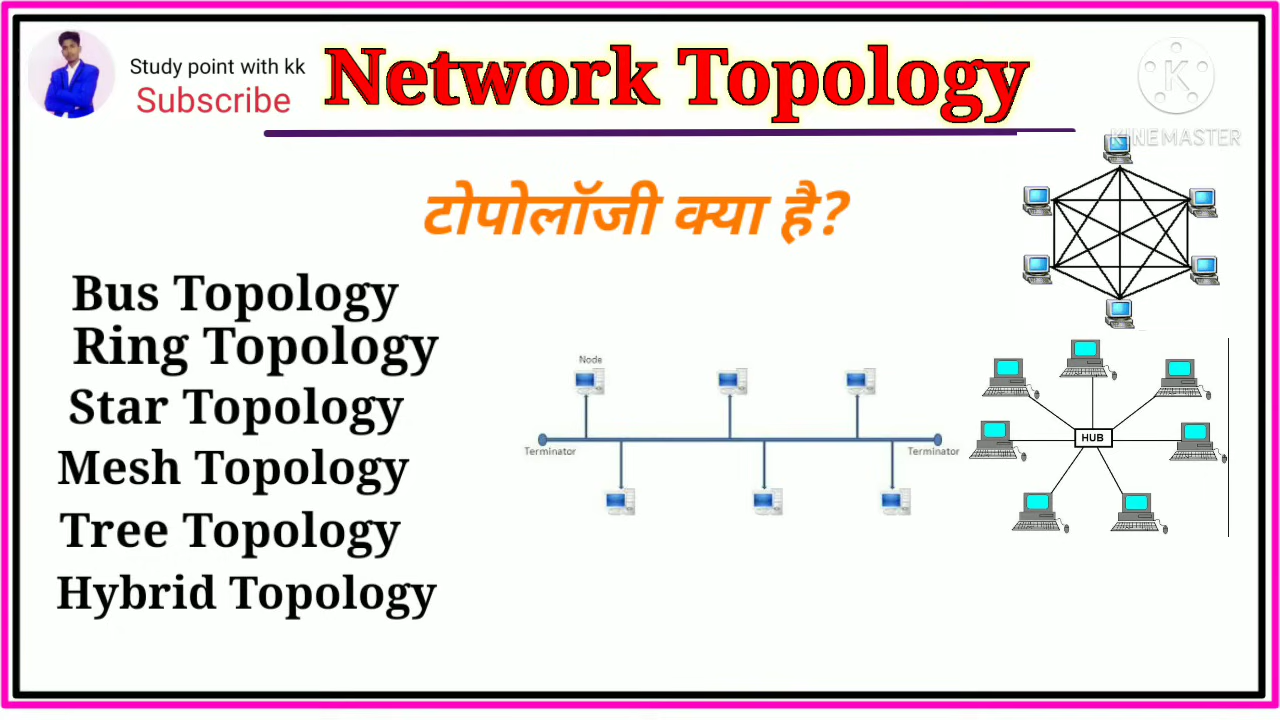 Study point with kk
Subscribe
Network Topology
KINEMASTER
टोपोलॉजी क्या है?
Bus Topology
Ring Topology
Star Topology
Mesh Topology
Tree Topology
Hybrid Topology
Node
Terminator
Terminator
HUB